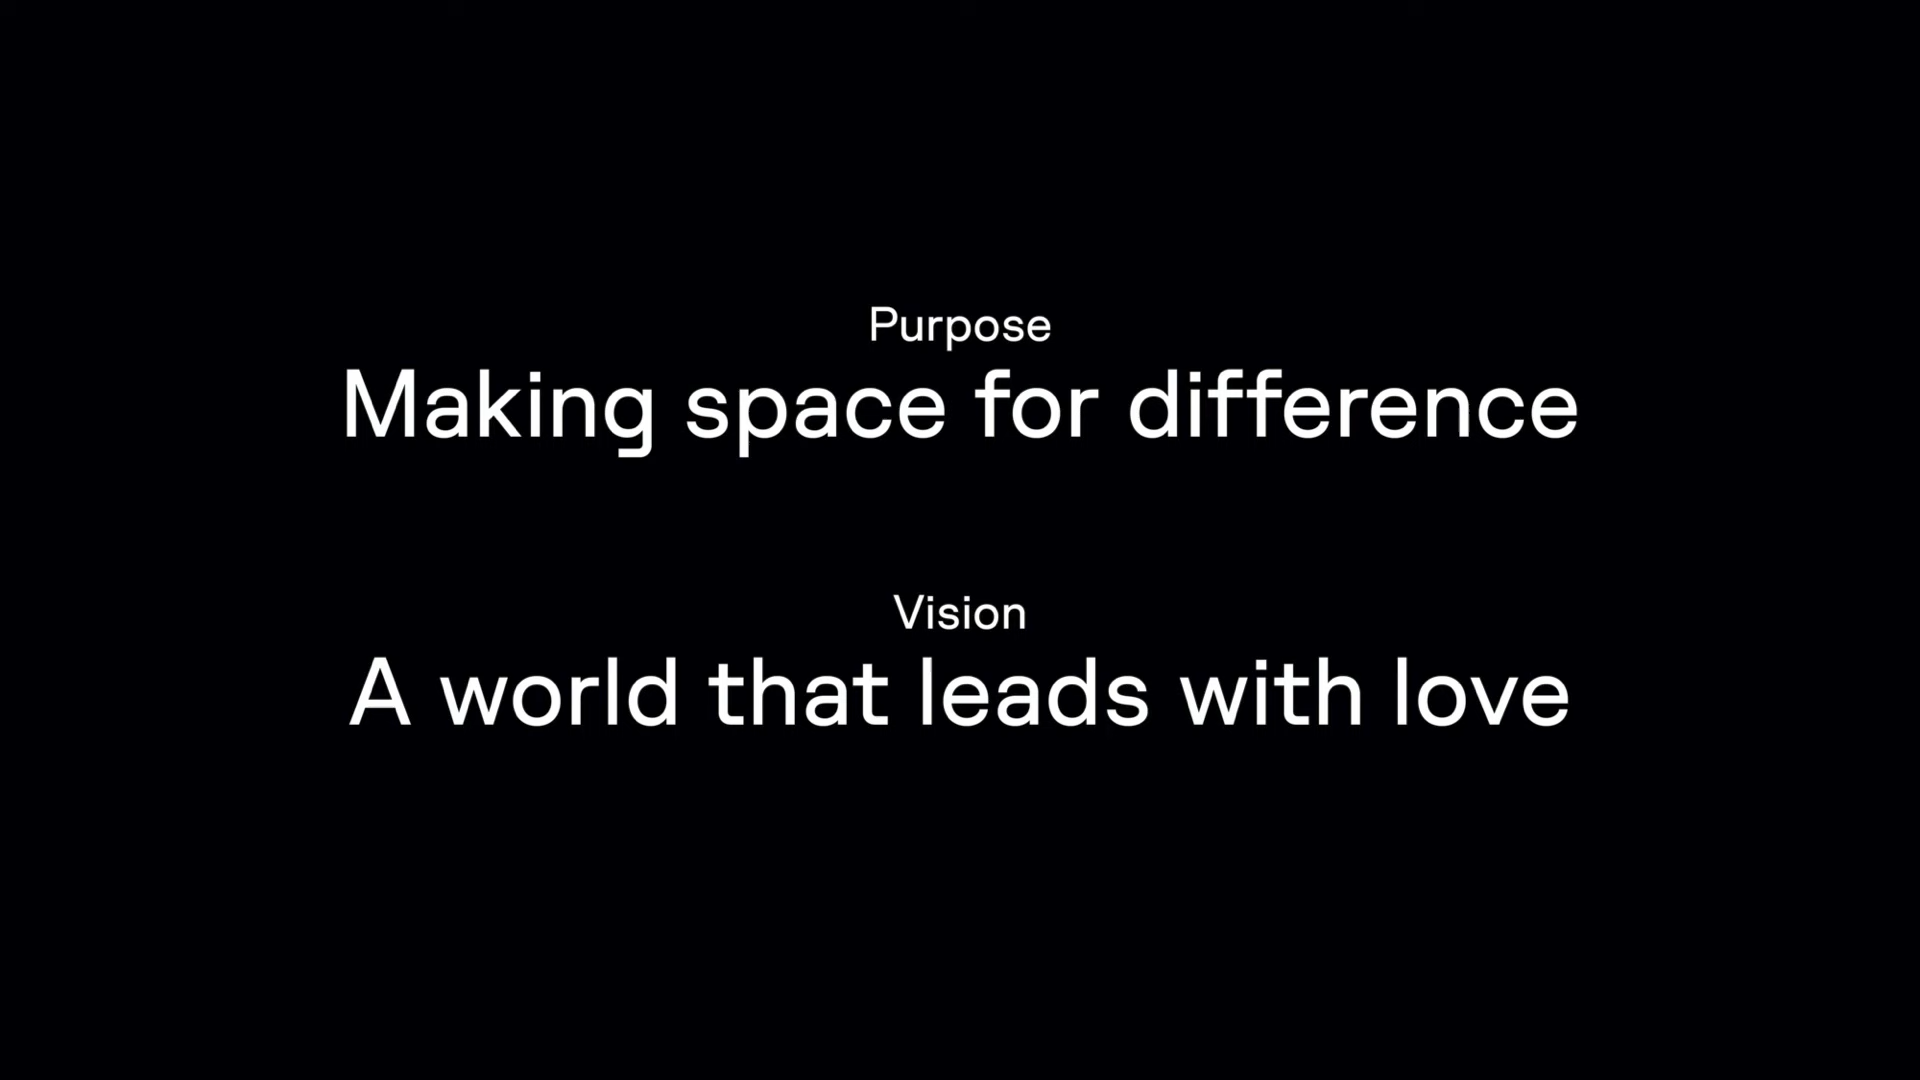 Purpose
Making space for difference
Vision
A world that leads with love